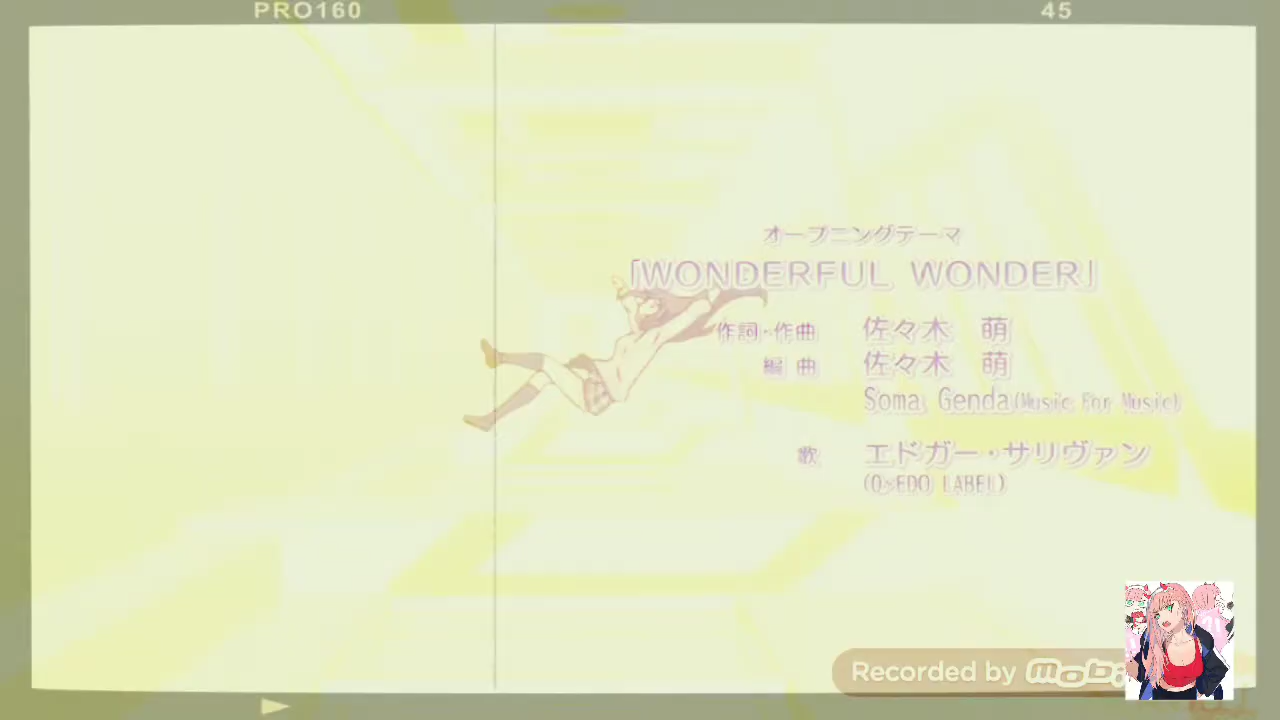 PRO160 45
オープニングテーマ
「WONDERFUL WONDER」
作詞・作曲 佐々木 萌
編 曲 佐々木 萌
Soma Genda(Music For Music)
歌 エドガー・サリヴァン
(O×EDO LABEL)
Recorded by